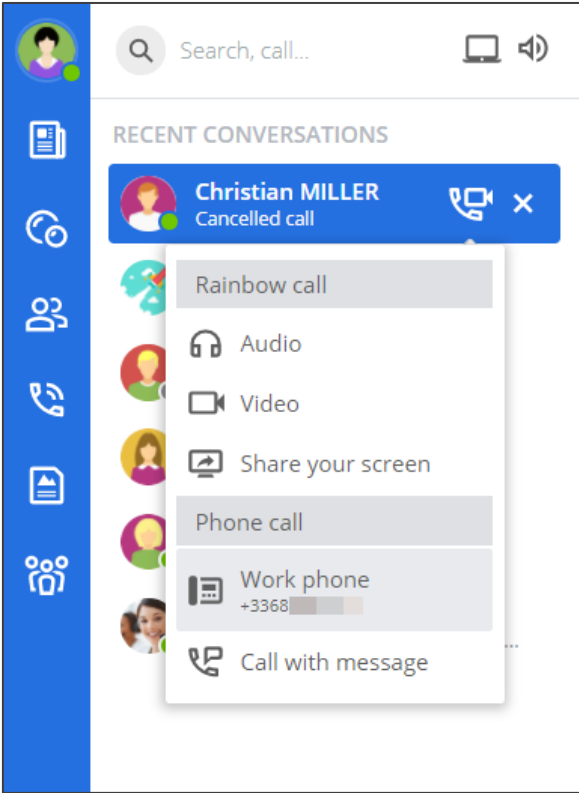 Search, call...
RECENT CONVERSATIONS
Christian MILLER
Cancelled call
Rainbow call
Audio
Video
Share your screen
Phone call
Work phone
+3368
Call with message
...